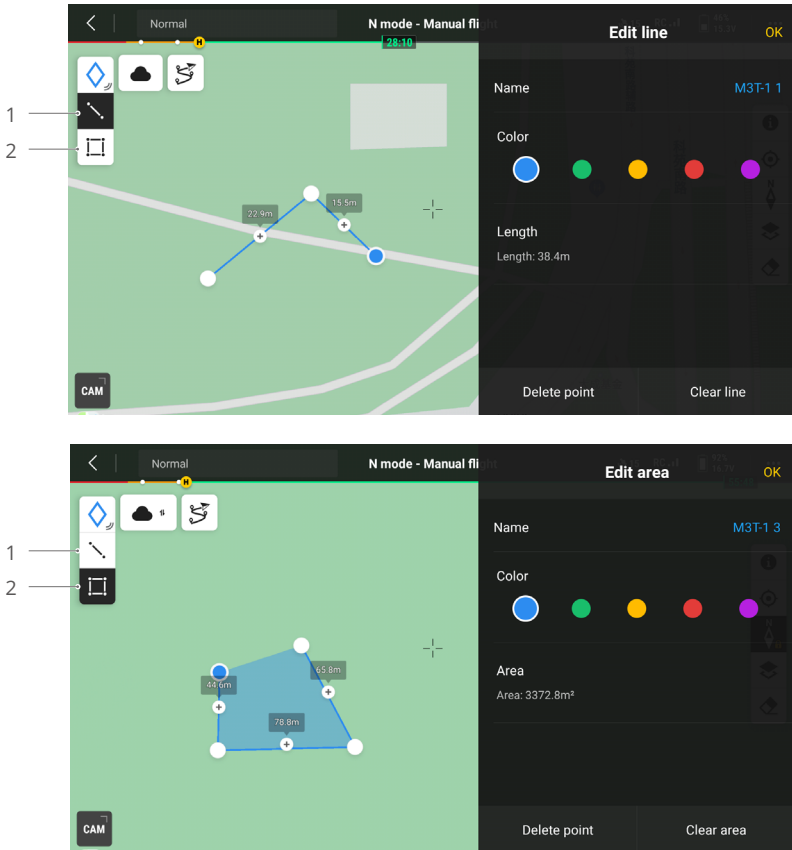 Normal
N mode - Manual fli
Edit line
OK
28:10
Name
M3T-1 1
Color
1
2
15.5m
22.9m
Length
Length: 38.4m
CAM
Delete point
Clear line
Normal
N mode - Manual fli
Edit area
OK
Name
M3T-1 3
1
Color
2
65.8m
Area
44.6m
Area: 3372.8m²
78.8m
CAM
Delete point
Clear area